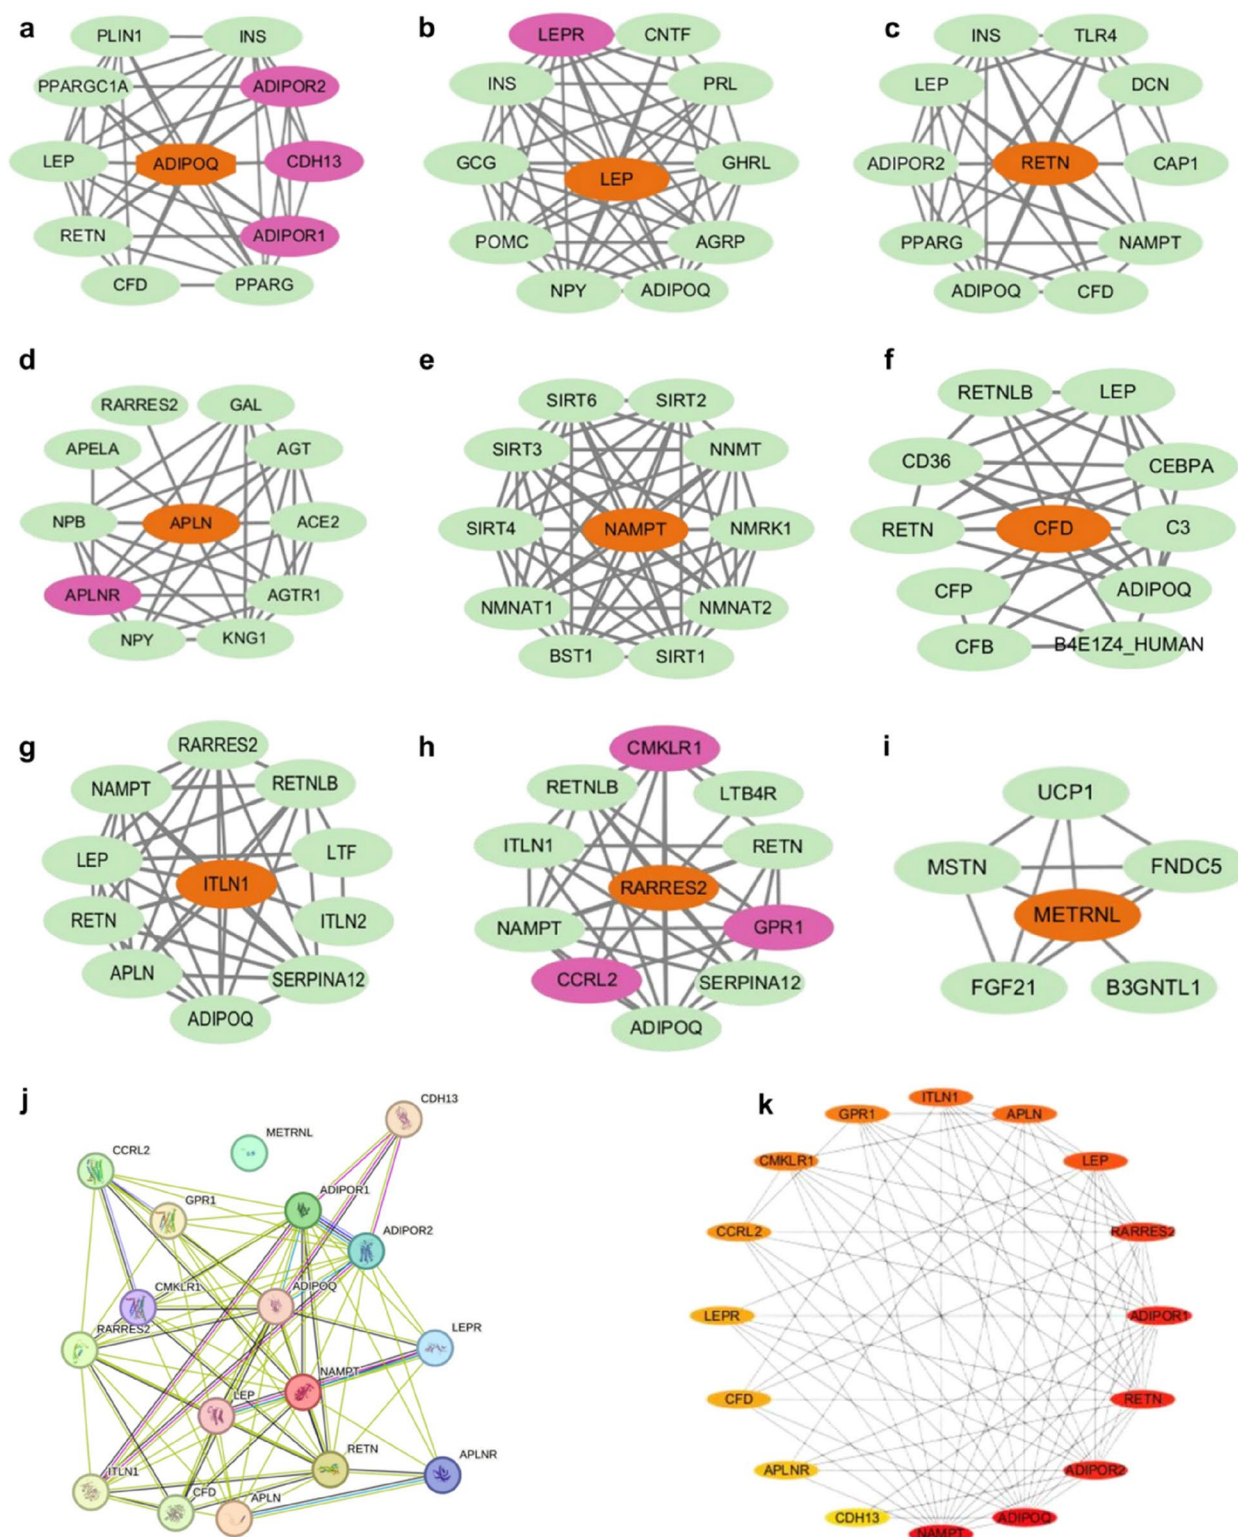 a
PLIN1 INS
PPARGC1A ADIPOR2
LEP ADIPOQ CDH13
RETN ADIPOR1
CFD PPARG
b
LEPR CNTF
INS PRL
GCG LEP GHRL
POMC AGRP
NPY ADIPOQ
c
INS TLR4
LEP DCN
ADIPOR2 RETN CAP1
PPARG NAMPT
ADIPOQ CFD
d
RARRES2 GAL
APELA AGT
NPB APLN ACE2
APLNR AGTR1
NPY KNG1
e
SIRT6 SIRT2
SIRT3 NNMT
SIRT4 NAMPT NMRK1
NMNAT1 NMNAT2
BST1 SIRT1
f
RETNLB LEP
CD36 CEBPA
RETN CFD C3
CFP ADIPOQ
CFB B4E1Z4_HUMAN
g
RARRES2
NAMPT RETNLB
LEP ITLN1 LTF
RETN ITLN2
APLN SERPINA12
ADIPOQ
h
CMKLR1
RETNLB LTB4R
ITLN1 RETN
RARRES2
NAMPT GPR1
CCRL2 SERPINA12
ADIPOQ
i
UCP1
MSTN FNDC5
METRNL
FGF21 B3GNTL1
j
CDH13
METRNL
CCRL2
ADIPOR1
GPR1
ADIPOR2
CMKLR1 ADIPOQ
RARRES2 LEPR
NAMPT
LEP
RETN APLNR
ITLN1
CFD APLN
k
ITLN1
GPR1 APLN
CMKLR1 LEP
CCRL2 RARRES2
LEPR ADIPOR1
CFD RETN
APLNR ADIPOR2
CDH13 ADIPOQ
NAMPT